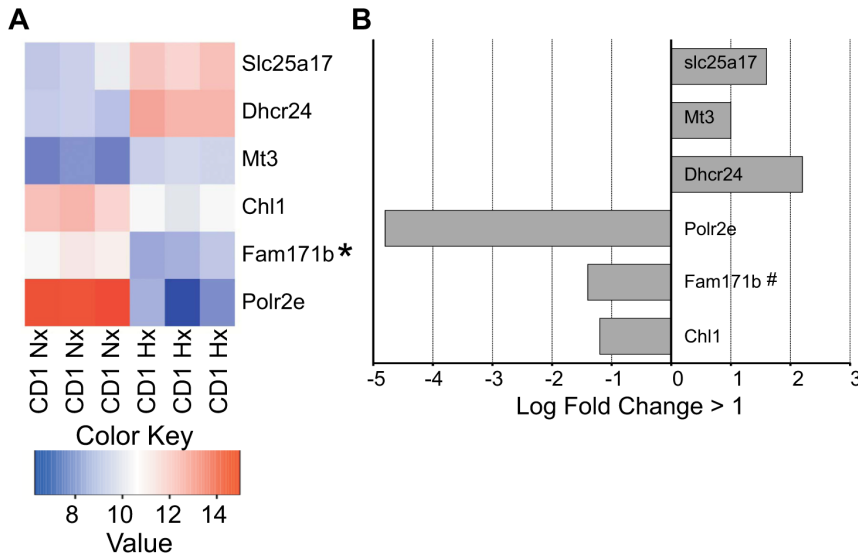 A
Slc25a17
Dhcr24
Mt3
Chl1
Fam171b*
Polr2e
CD1 Nx
CD1 Nx
CD1 Nx
CD1 Hx
CD1 Hx
CD1 Hx
Color Key
8 10 12 14
Value
B
slc25a17
Mt3
Dhcr24
Polr2e
Fam171b #
Chl1
-5 -4 -3 -2 -1 0 1 2 3
Log Fold Change > 1